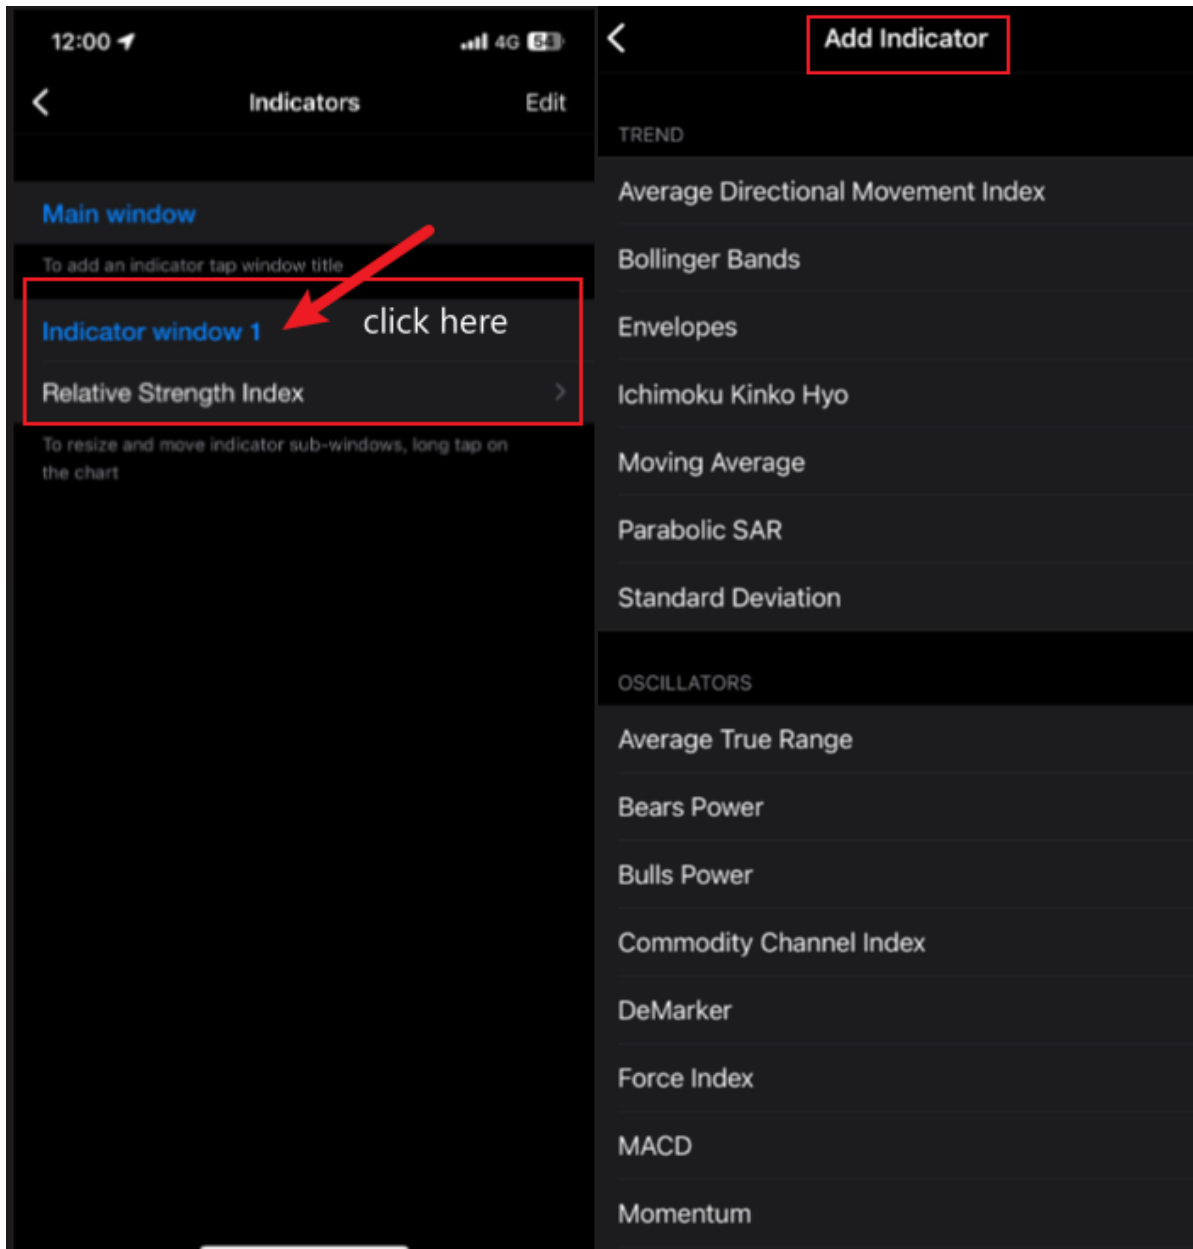 12:00
4G 54
Indicators
Edit
Main window
To add an indicator tap window title
click here
Indicator window 1
Relative Strength Index
To resize and move indicator sub-windows, long tap on
the chart
Add Indicator
TREND
Average Directional Movement Index
Bollinger Bands
Envelopes
Ichimoku Kinko Hyo
Moving Average
Parabolic SAR
Standard Deviation
OSCILLATORS
Average True Range
Bears Power
Bulls Power
Commodity Channel Index
DeMarker
Force Index
MACD
Momentum